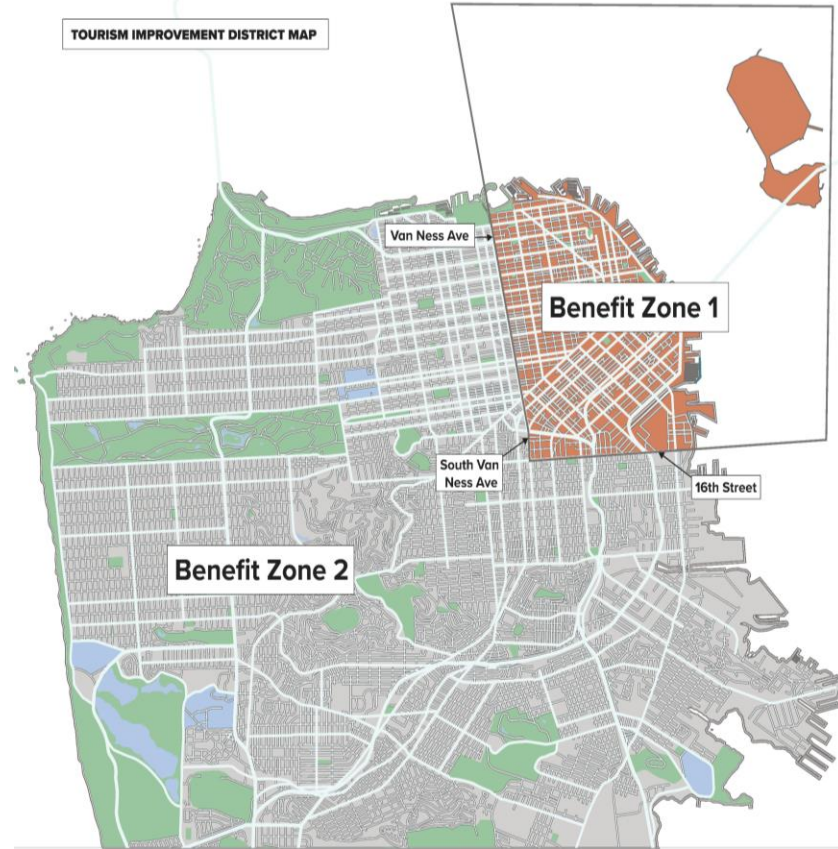 TOURISM IMPROVEMENT DISTRICT MAP
Van Ness Ave
Benefit Zone 1
South Van
Ness Ave
16th Street
Benefit Zone 2